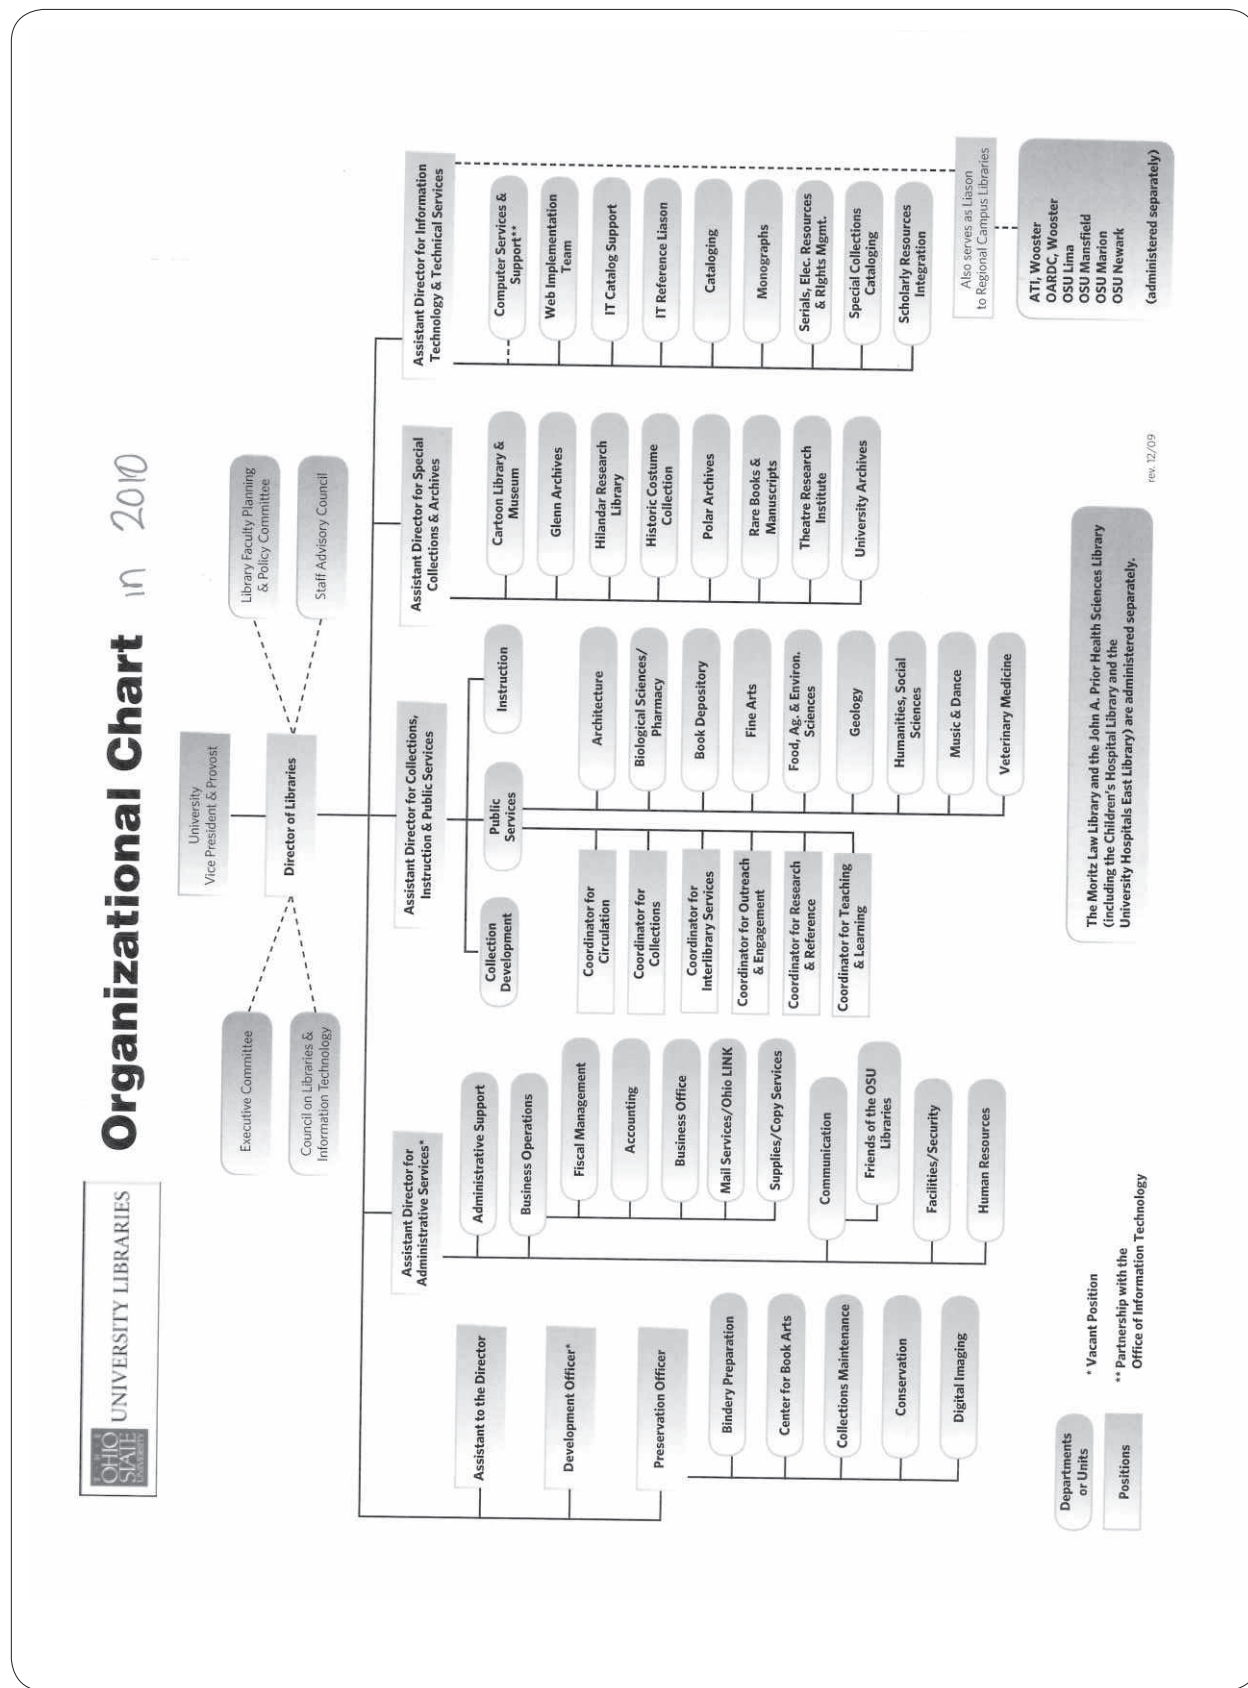 THE
OHIO
STATE
UNIVERSITY
UNIVERSITY LIBRARIES
Organizational Chart in 2010
University
Vice President & Provost
Director of Libraries
Executive Committee
Council on Libraries &
Information Technology
Library Faculty Planning
& Policy Committee
Staff Advisory Council
Assistant to the Director
Development Officer*
Preservation Officer
Bindery Preparation
Center for Book Arts
Collections Maintenance
Conservation
Digital Imaging
Assistant Director for
Administrative Services*
Administrative Support
Business Operations
Fiscal Management
Accounting
Business Office
Mail Services/Ohio LINK
Supplies/Copy Services
Communication
Friends of the OSU
Libraries
Facilities/Security
Human Resources
Assistant Director for Collections,
Instruction & Public Services
Collection
Development
Public
Services
Instruction
Coordinator for
Circulation
Coordinator for
Collections
Coordinator for
Interlibrary Services
Coordinator for Outreach
& Engagement
Coordinator for Research
& Reference
Coordinator for Teaching
& Learning
Architecture
Biological Sciences/
Pharmacy
Book Depository
Fine Arts
Food, Ag. & Environ.
Sciences
Geology
Humanities, Social
Sciences
Music & Dance
Veterinary Medicine
Assistant Director for Special
Collections & Archives
Cartoon Library &
Museum
Glenn Archives
Hilandar Research
Library
Historic Costume
Collection
Polar Archives
Rare Books &
Manuscripts
Theatre Research
Institute
University Archives
Assistant Director for Information
Technology & Technical Services
Computer Services &
Support**
Web Implementation
Team
IT Catalog Support
IT Reference Liason
Cataloging
Monographs
Serials, Elec. Resources
& RIghts Mgmt.
Special Collections
Cataloging
Scholarly Resources
Integration
Also serves as Liason
to Regional Campus Libraries
ATI, Wooster
OARDC, Wooster
OSU Lima
OSU Mansfield
OSU Marion
OSU Newark
(administered separately)
Departments
or Units
Positions
* Vacant Position
** Partnership with the
Office of Information Technology
The Moritz Law Library and the John A. Prior Health Sciences Library
(including the Children's Hospital Library and the
University Hospitals East Library) are administered separately.
rev. 12/09